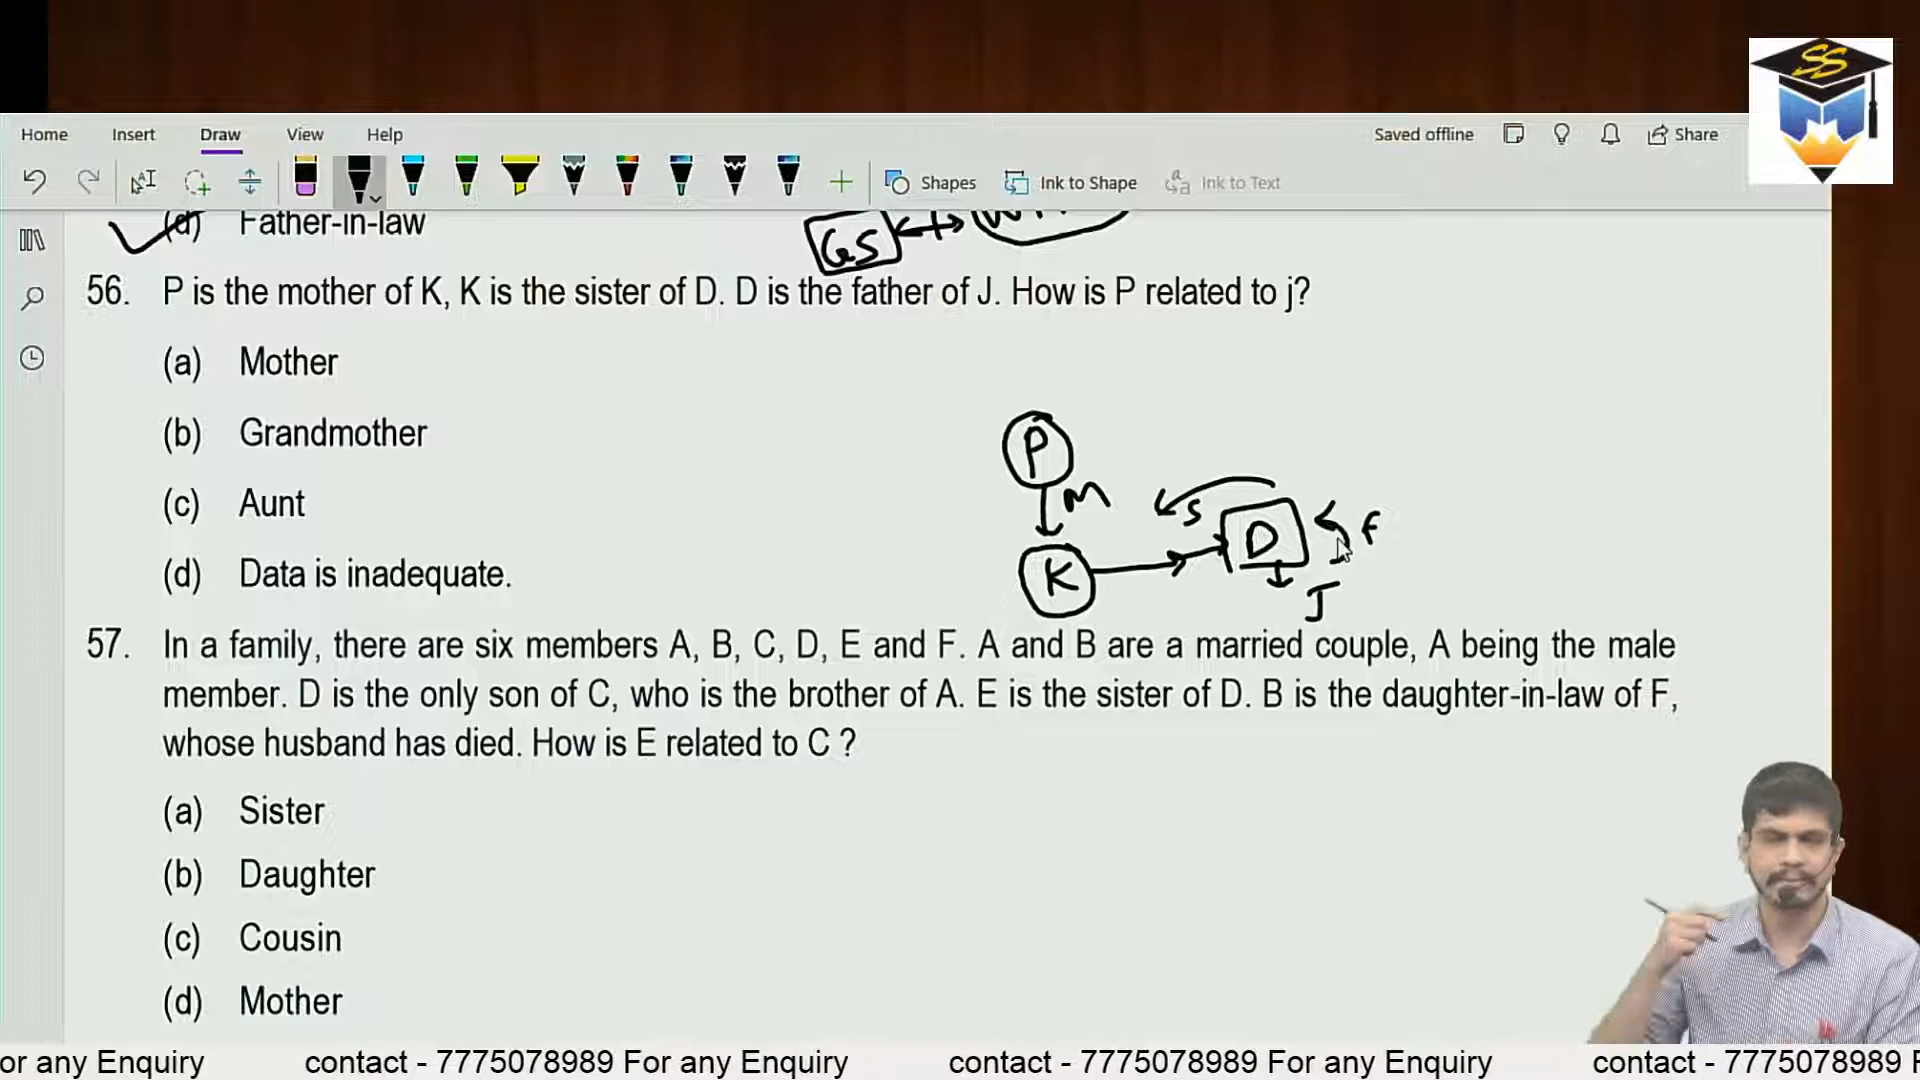 SS
Home Insert Draw View Help Saved offline Share
Shapes Ink to Shape Ink to Text
(d) Father-in-law
GS
56. P is the mother of K, K is the sister of D. D is the father of J. How is P related to j?
(a) Mother
(b) Grandmother
(c) Aunt
(d) Data is inadequate.
P
M
S
D
F
K
J
57. In a family, there are six members A, B, C, D, E and F. A and B are a married couple, A being the male
member. D is the only son of C, who is the brother of A. E is the sister of D. B is the daughter-in-law of F,
whose husband has died. How is E related to C ?
(a) Sister
(b) Daughter
(c) Cousin
(d) Mother
or any Enquiry contact - 7775078989 For any Enquiry contact - 7775078989 For any Enquiry contact - 7775078989 F